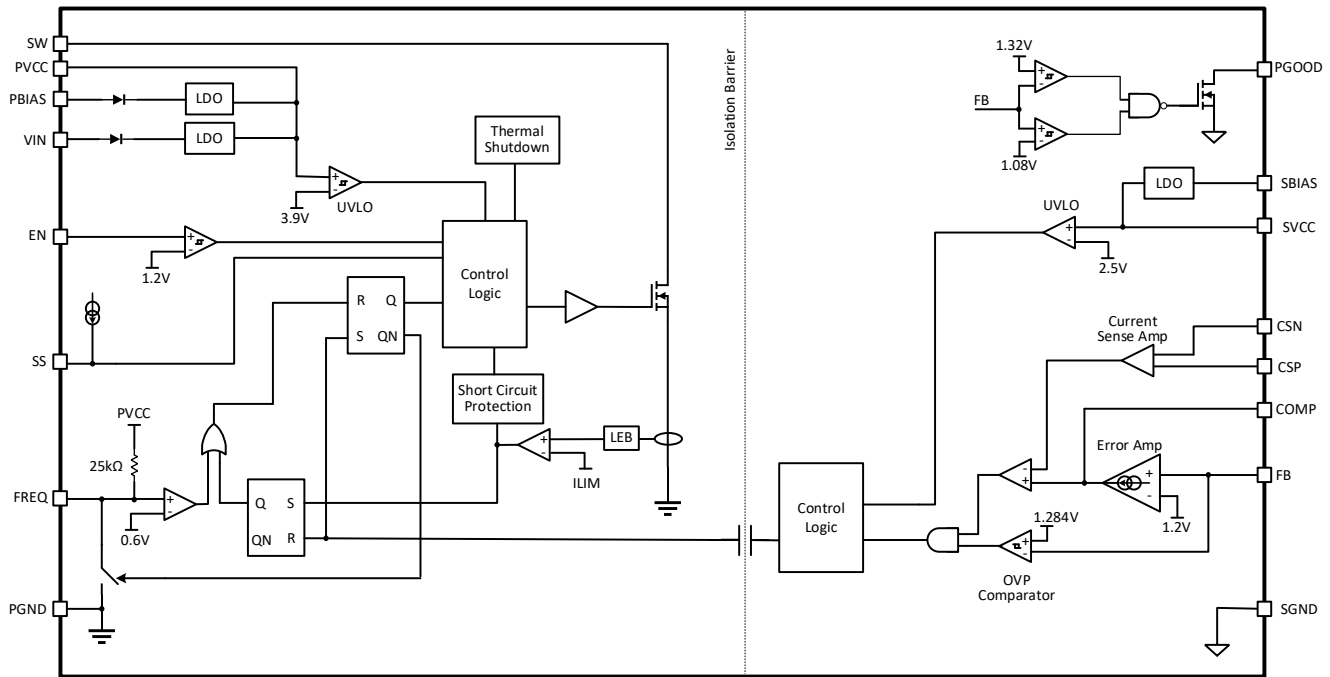 SW
PVCC
PBIAS
LDO
VIN
LDO
Thermal
Shutdown
+
-
3.9V
UVLO
EN
+
-
1.2V
Control
Logic
R Q
S QN
SS
Short Circuit
Protection
PVCC
25kΩ
LEB
+
-
ILIM
FREQ
+
-
0.6V
Q S
QN R
PGND
Isolation Barrier
1.32V
+
-
FB
+
-
1.08V
PGOOD
LDO
SBIAS
UVLO
+
-
2.5V
SVCC
Current
Sense Amp
CSN
CSP
COMP
Error Amp
-
+
+
-
1.2V
FB
Control
Logic
1.284V
+
-
OVP
Comparator
SGND